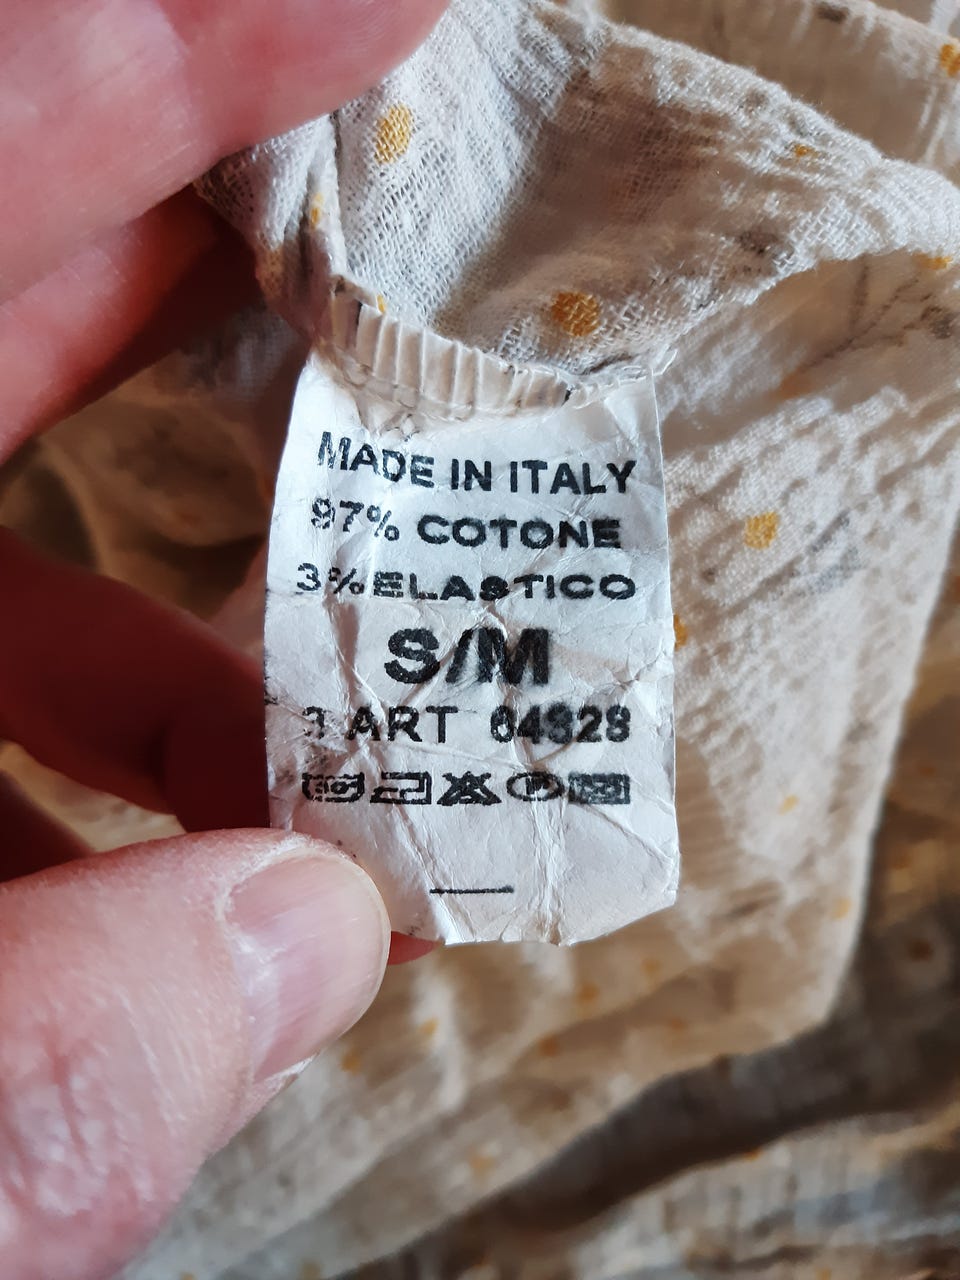 MADE IN ITALY
97% COTONE
3% ELASTICO
S/M
ART 64328